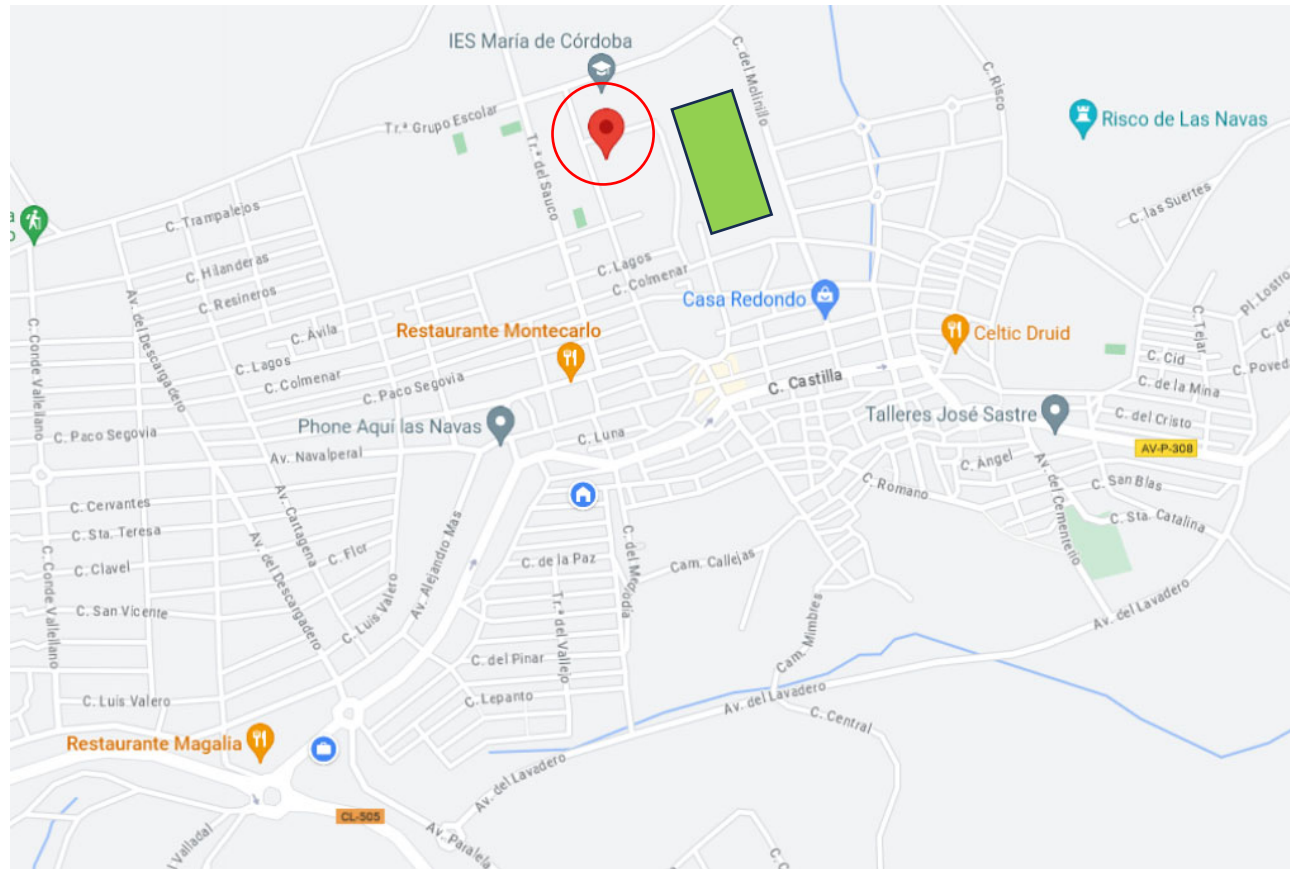 IES María de Córdoba
C. del Molinillo
C. Risco
Risco de Las Navas
Tr.ª Grupo Escolar
Tr.ª del Sauco
C. Trampalejos
C. las Suertes
C. Hilanderas
C. Lagos
C. Colmenar
Casa Redondo
Pl. Lostro
C. Resineros
C. Ávila
Restaurante Montecarlo
Celtic Druid
C. Tejar
C. de
C. Conde Vallellano
Av. del Descargadero
C. Lagos
C. Colmenar
C. Paco Segovia
C. Castilla
C. Cid
C. Poved
C. de la Mina
Talleres José Sastre
C. del Cristo
Phone Aquí las Navas
C. Luna
C. Paco Segovia
Av. Navalperal
AV-P-308
C. Ángel
C. San Blas
C. Romano
C. Cervantes
C. Sta. Teresa
Av. Cartagena
Av. del Cementerio
C. Sta. Catalina
C. Flor
C. Clavel
C. de la Paz
C. del Mediodía
Cam. Callejas
C. Conde Vallellano
Av. del Descargadero
Av. Alejandro Mas
C. San Vicente
C. Luis Valero
Tr.ª del Vallejo
Av. del Lavadero
C. del Pinar
Cam. Mimbres
C. Luis Valero
C. Lepanto
Av. del Lavadero
C. Central
Restaurante Magalia
Av. del Lavadero
CL-505
Av. Paralela
Valladal